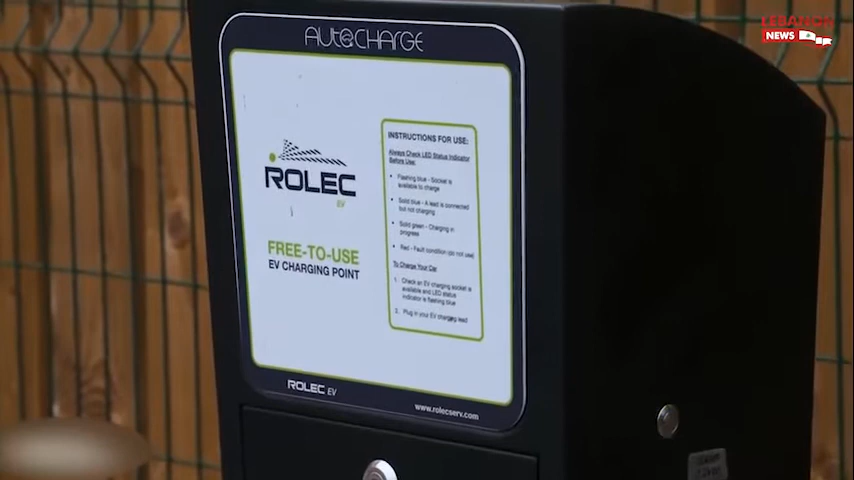 LEBANON
NEWS
AUTOCHARGE
ROLEC
EV
FREE-TO-USE
EV CHARGING POINT
INSTRUCTIONS FOR USE:
Always Check LED Status Indicator
Before Use:
• Flashing blue - Socket is
available to charge
• Solid blue - A lead is connected
but not charging
• Solid green - Charging in
progress
• Red - Fault condition (do not use)
To Charge Your Car
1. Check an EV charging socket is
available and LED status
indicator is flashing blue
2. Plug in your EV charging lead
ROLEC EV
www.rolecserv.com